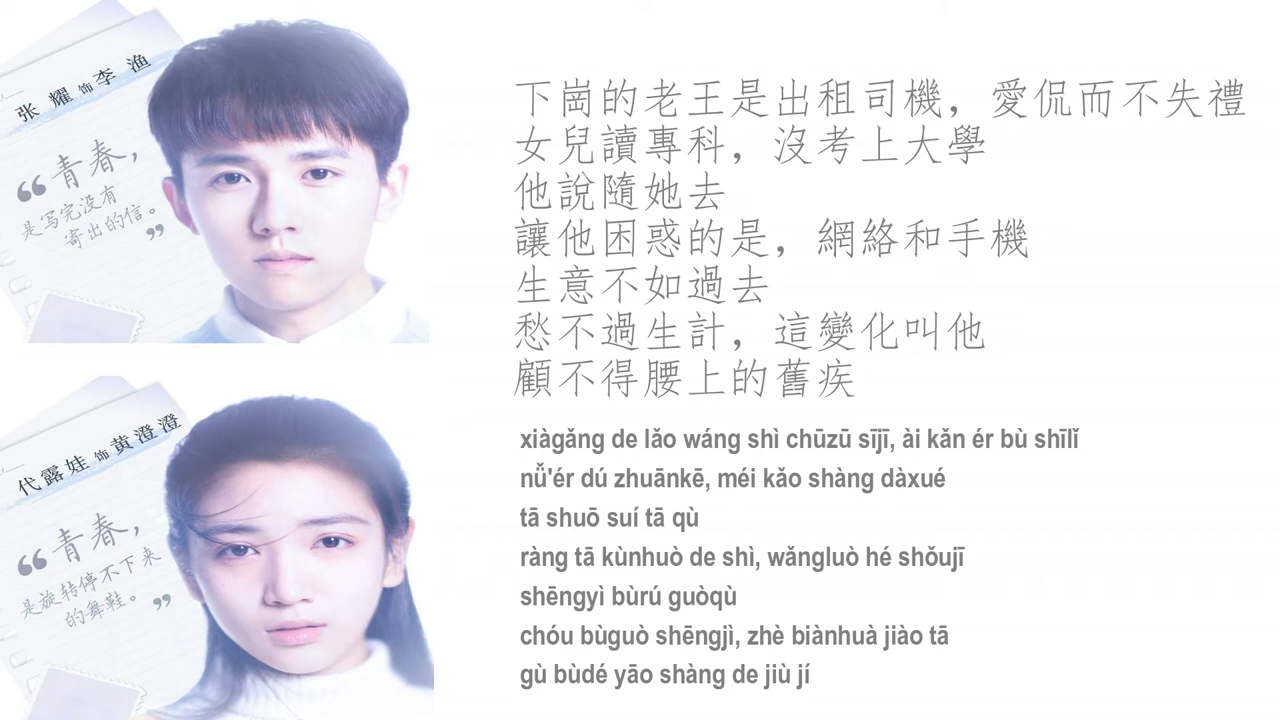 张耀 饰 李渔
“青春，
是写完没有
寄出的信。”
代露娃 饰 黄澄澄
“青春，
是旋转停不下来
的舞鞋。”
下崗的老王是出租司機，愛侃而不失禮
女兒讀專科，沒考上大學
他說隨她去
讓他困惑的是，網絡和手機
生意不如過去
愁不過生計，這變化叫他
顧不得腰上的舊疾
xiàgǎng de lǎo wáng shì chūzū sījī, ài kǎn ér bù shīlǐ
nǚ'ér dú zhuānkē, méi kǎo shàng dàxué
tā shuō suí tā qù
ràng tā kùnhuò de shì, wǎngluò hé shǒujī
shēngyì bùrú guòqù
chóu bùguò shēngjì, zhè biànhuà jiào tā
gù bùdé yāo shàng de jiù jí